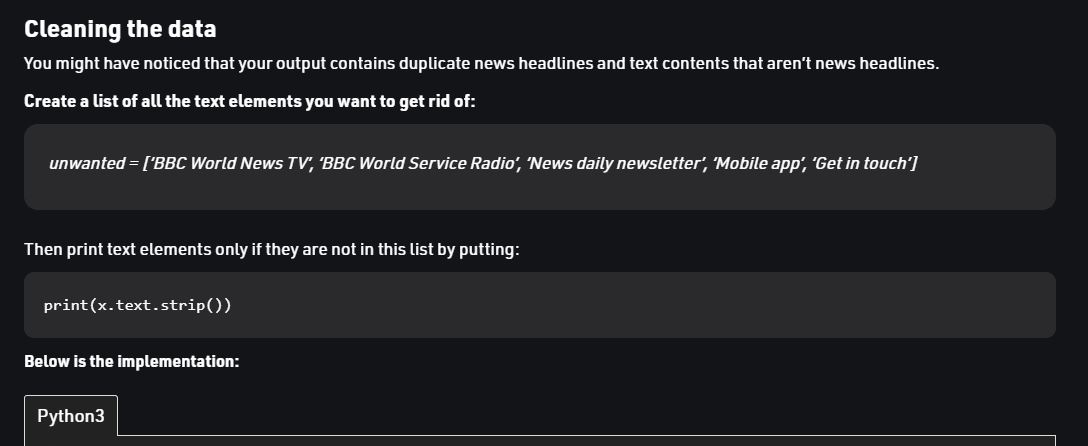 Cleaning the data
You might have noticed that your output contains duplicate news headlines and text contents that aren’t news headlines.
Create a list of all the text elements you want to get rid of:
unwanted = [‘BBC World News TV’, ‘BBC World Service Radio’, ‘News daily newsletter’, ‘Mobile app’, ‘Get in touch’]
Then print text elements only if they are not in this list by putting:
print(x.text.strip())
Below is the implementation:
Python3